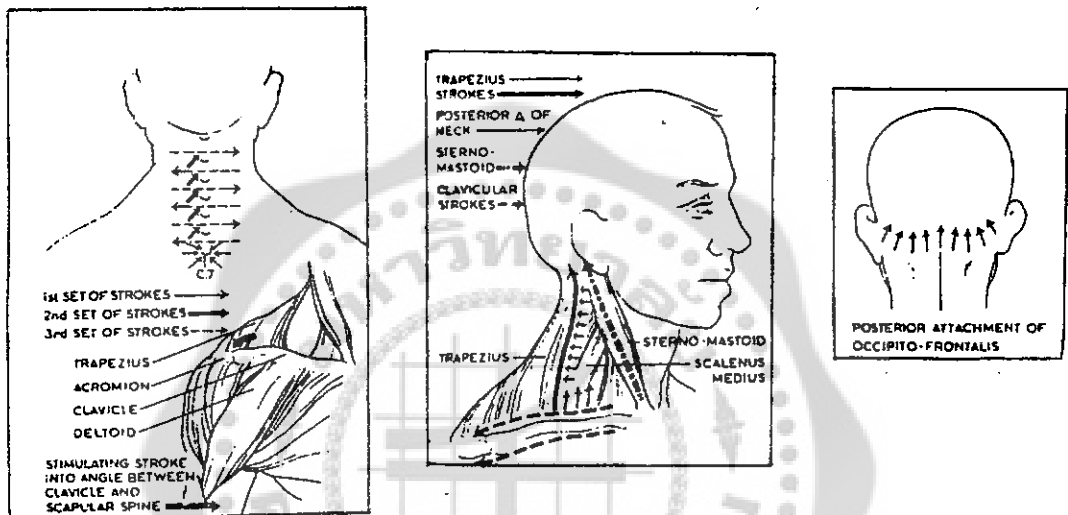 C.7
1st SET OF STROKES
2nd SET OF STROKES
3rd SET OF STROKES
TRAPEZIUS
ACROMION
CLAVICLE
DELTOID
STIMULATING STROKE
INTO ANGLE BETWEEN
CLAVICLE AND
SCAPULAR SPINE
TRAPEZIUS
STROKES
POSTERIOR Δ OF
NECK
STERNO-
MASTOID
CLAVICULAR
STROKES
TRAPEZIUS
STERNO-MASTOID
SCALENUS
MEDIUS
POSTERIOR ATTACHMENT OF
OCCIPITO-FRONTALIS